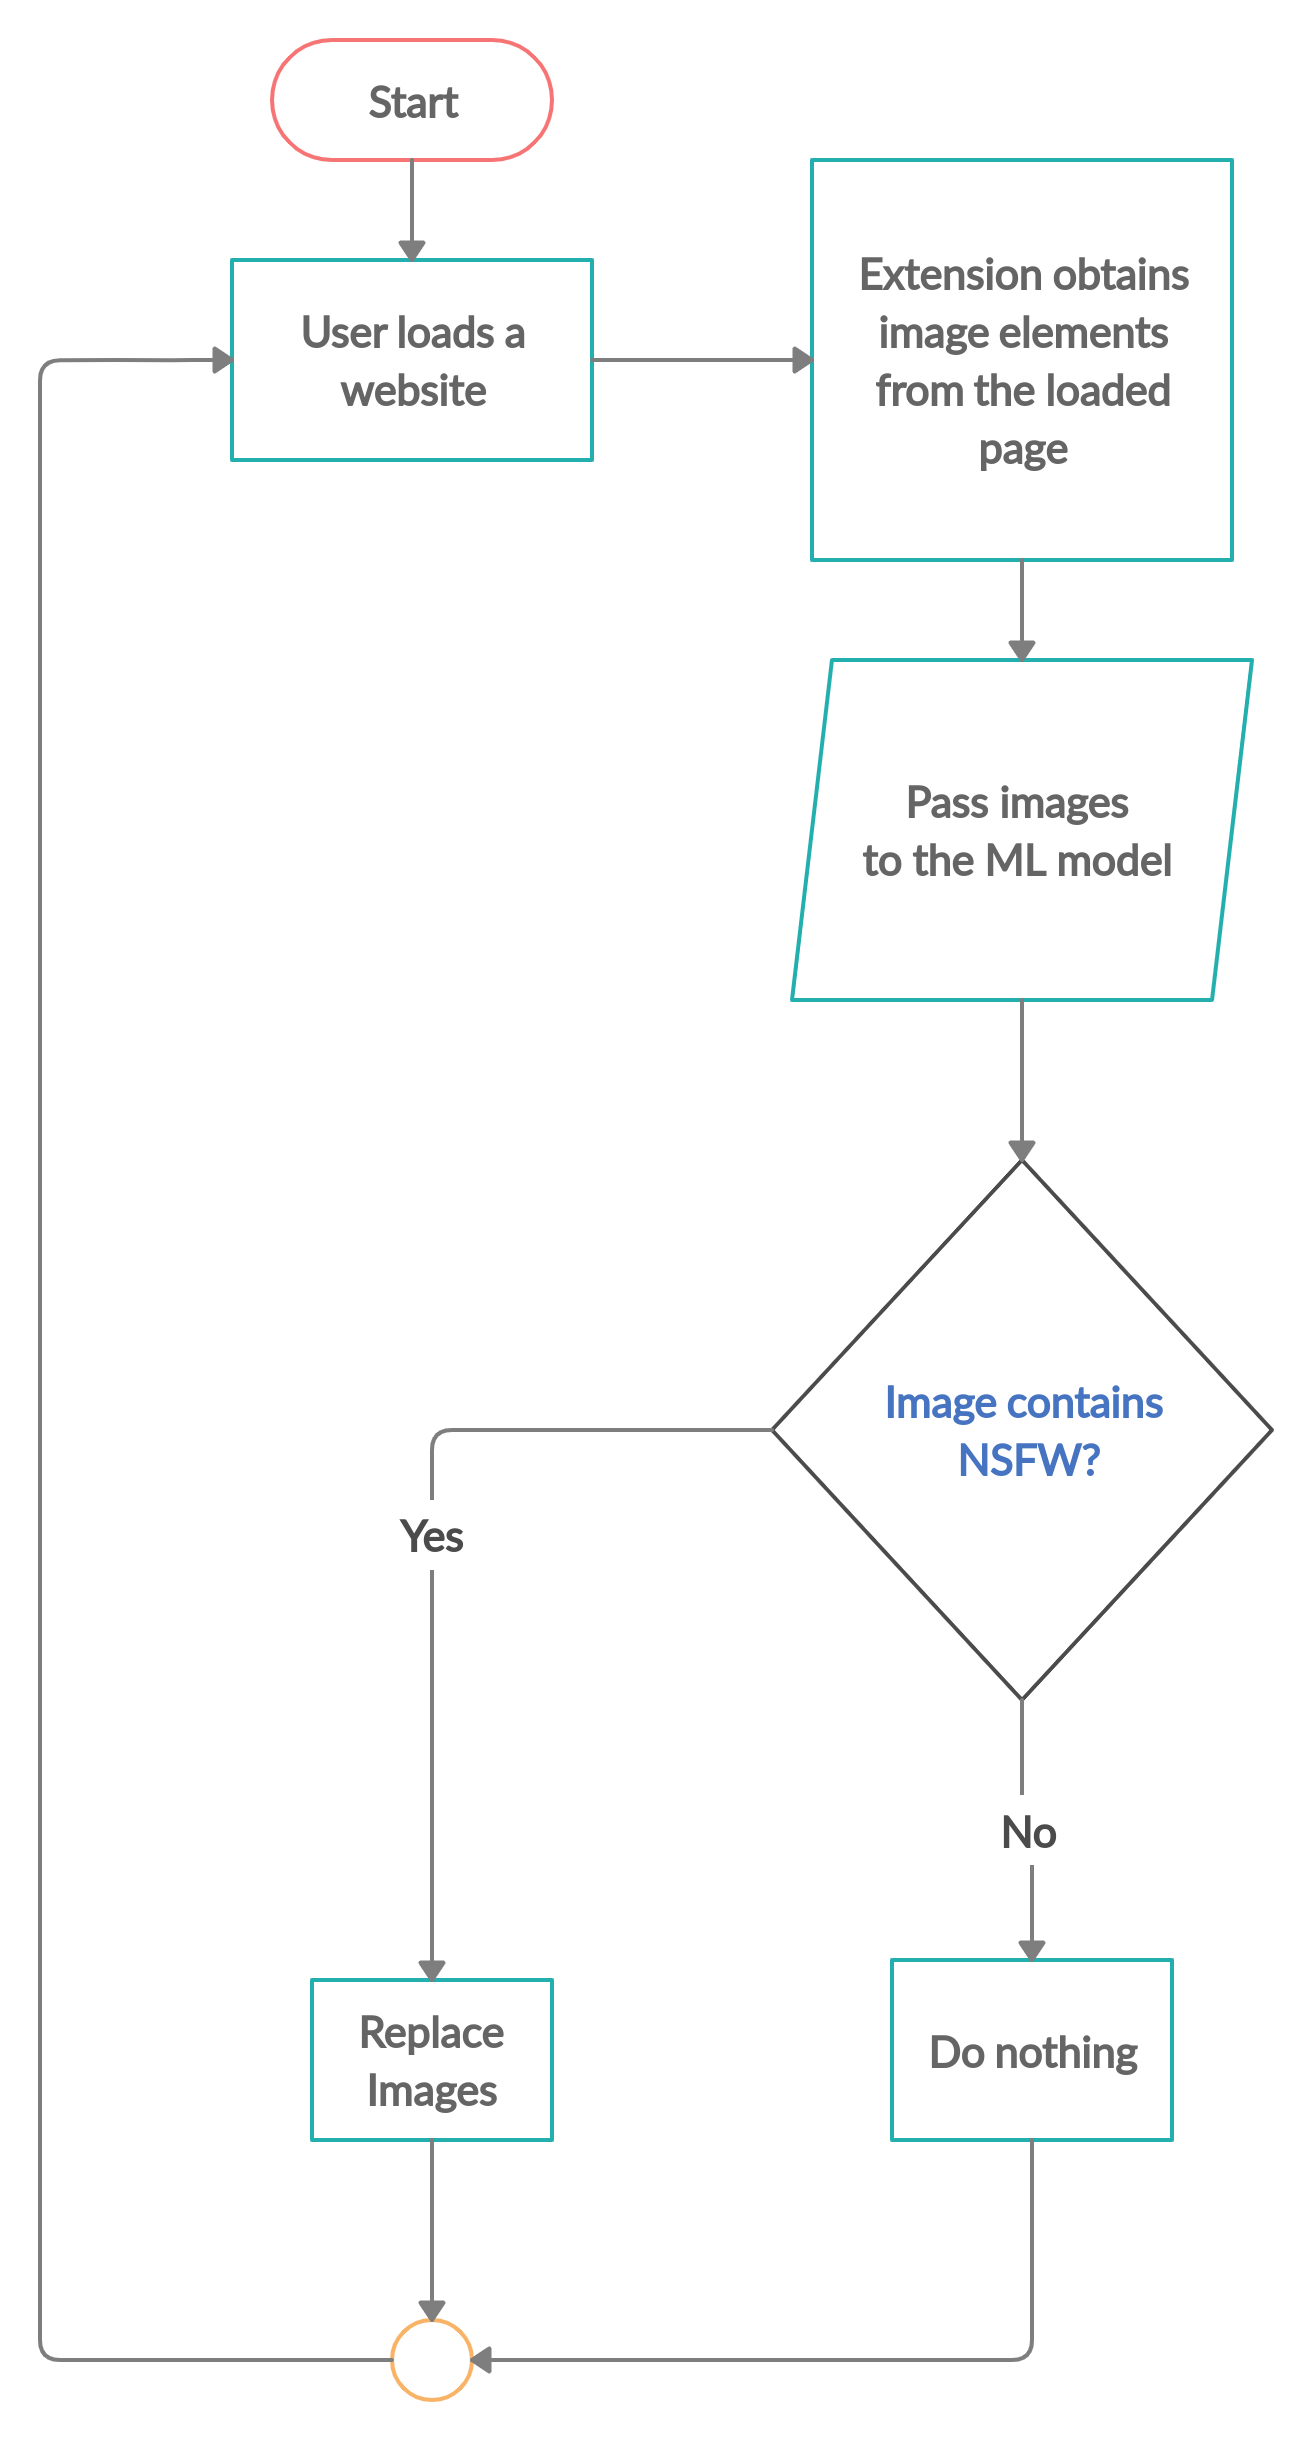 Start
User loads a
website
Extension obtains
image elements
from the loaded
page
Pass images
to the ML model
Image contains
NSFW?
Yes
No
Replace
Images
Do nothing